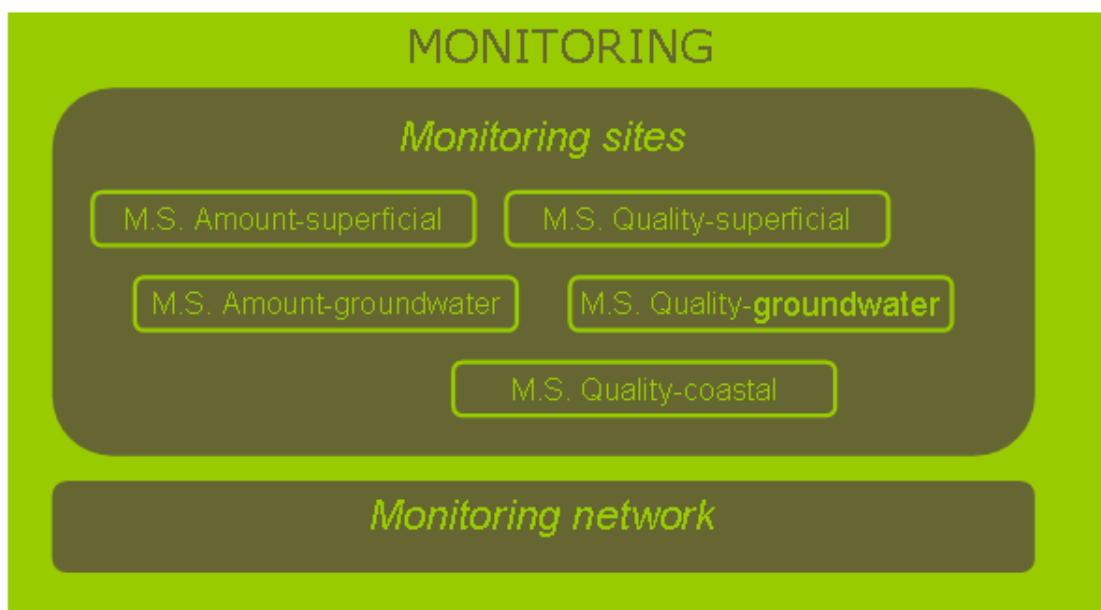 MONITORING
Monitoring sites
M.S. Amount-superficial
M.S. Quality-superficial
M.S. Amount-groundwater
M.S. Quality-groundwater
M.S. Quality-coastal
Monitoring network